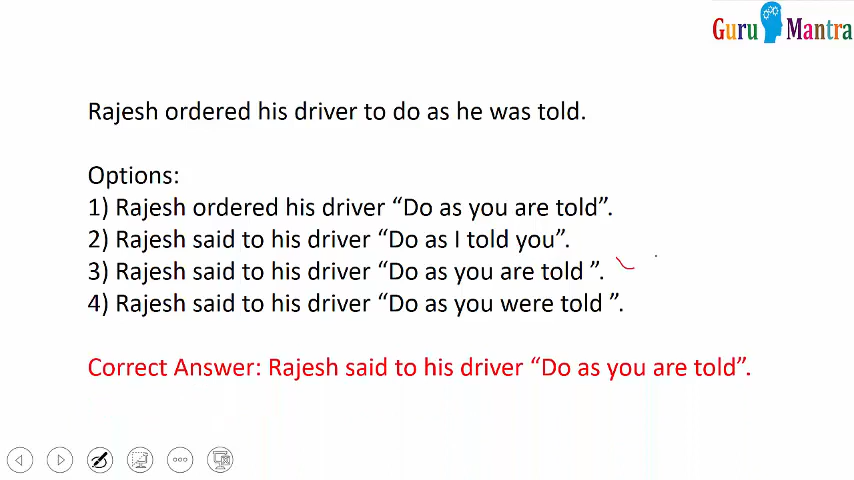 Guru Mantra
Rajesh ordered his driver to do as he was told.
Options:
1) Rajesh ordered his driver “Do as you are told”.
2) Rajesh said to his driver “Do as I told you”.
3) Rajesh said to his driver “Do as you are told ”.
4) Rajesh said to his driver “Do as you were told ”.
Correct Answer: Rajesh said to his driver “Do as you are told”.